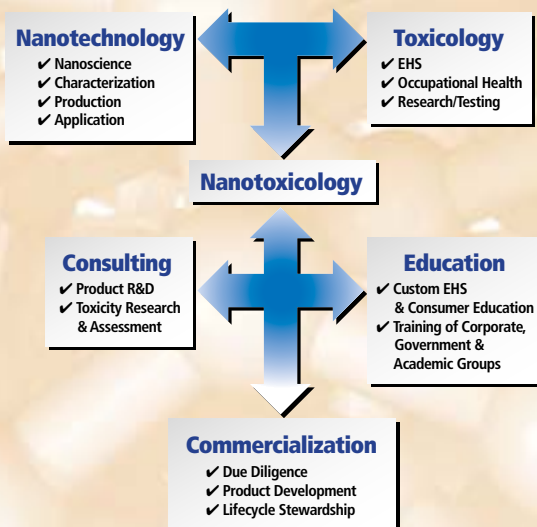 Nanotechnology
✔ Nanoscience
✔ Characterization
✔ Production
✔ Application
Toxicology
✔ EHS
✔ Occupational Health
✔ Research/Testing
Nanotoxicology
Consulting
✔ Product R&D
✔ Toxicity Research
& Assessment
Education
✔ Custom EHS
& Consumer Education
✔ Training of Corporate,
Government &
Academic Groups
Commercialization
✔ Due Diligence
✔ Product Development
✔ Lifecycle Stewardship